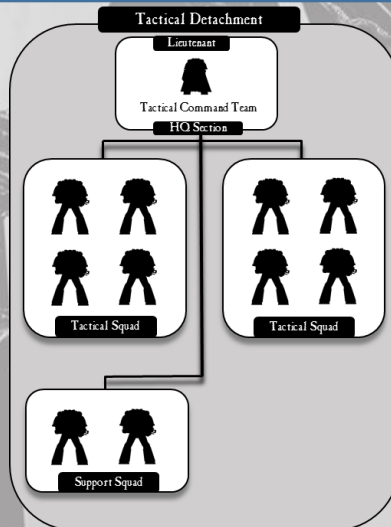 Tactical Detachment
Lieutenant
Tactical Command Team
HQ Section
Tactical Squad
Tactical Squad
Support Squad